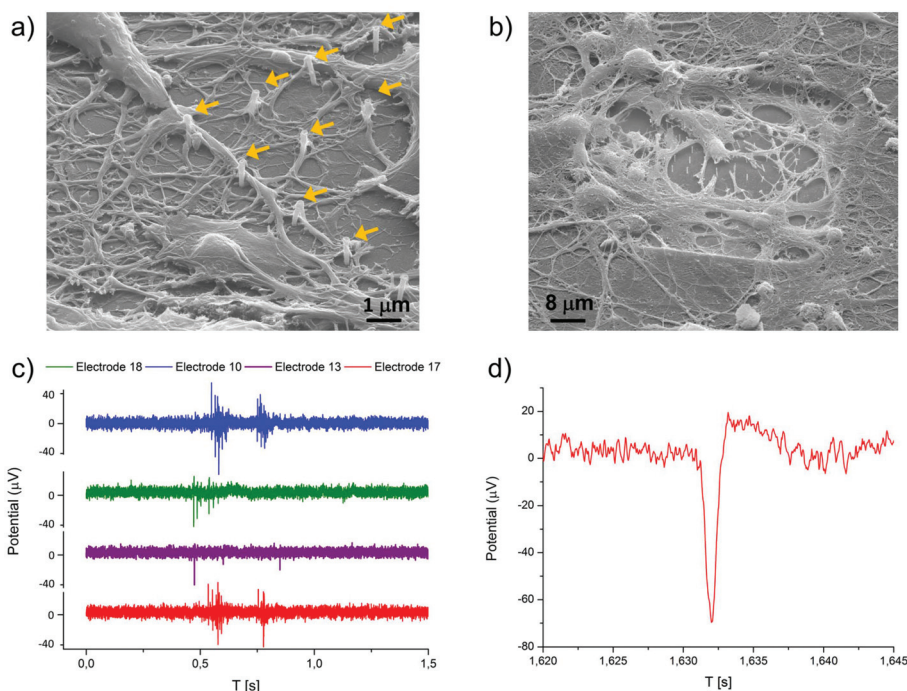 a)
b)
1 μm
8 μm
c)
d)
Electrode 18 Electrode 10 Electrode 13 Electrode 17
40
0
-40
0
-40
0
-40
0
-40
Potential (μV)
0,0 0,5 1,0 1,5
T [s]
40
20
0
-20
-40
-60
-80
Potential (μV)
1,620 1,625 1,630 1,635 1,640 1,645
T [s]